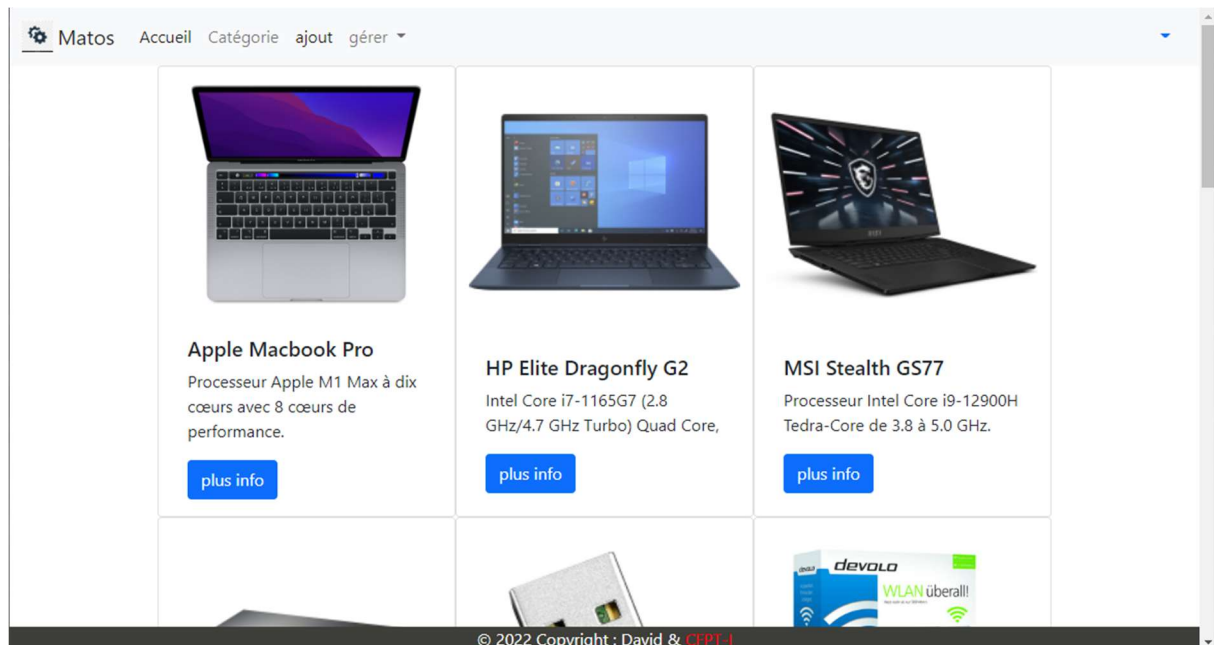 Matos Accueil Catégorie ajout gérer
Apple Macbook Pro
Processeur Apple M1 Max à dix
cœurs avec 8 cœurs de
performance.
plus info
HP Elite Dragonfly G2
Intel Core i7-1165G7 (2.8
GHz/4.7 GHz Turbo) Quad Core,
plus info
MSI Stealth GS77
Processeur Intel Core i9-12900H
Tedra-Core de 3.8 à 5.0 GHz.
plus info
devolo
WLAN überall!
© 2022 Copyright : David & CFPT-I